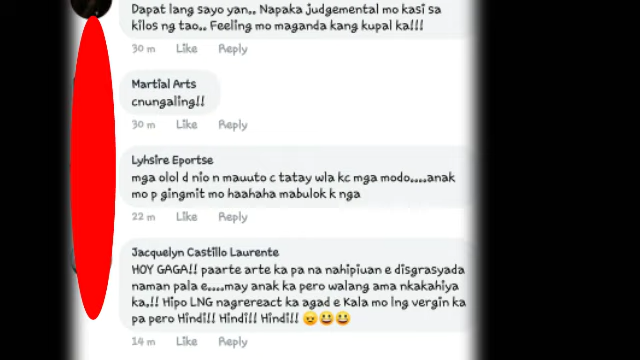 Dapat lang sayo yan.. Napaka judgemental mo kasi sa
kilos ng tao.. Feeling mo maganda kang kupal ka!!!
30 m Like Reply
Martial Arts
cnungaling!!
30 m Like Reply
Lyhsire Eportse
mga olol d nio n mauuto c tatay wla kc mga modo....anak
mo p gingmit mo haahaha mabulok k nga
22 m Like Reply
Jacquelyn Castillo Laurente
HOY GAGA!! paarte arte ka pa na nahipiuan e disgrasyada
naman pala e....may anak ka pero walang ama nkakahiya
ka,!! Hipo LNG nagrereact ka agad e Kala mo lng vergin ka
pa pero Hindi!! Hindi!! Hindi!! 😠😃😃
14 m Like Reply